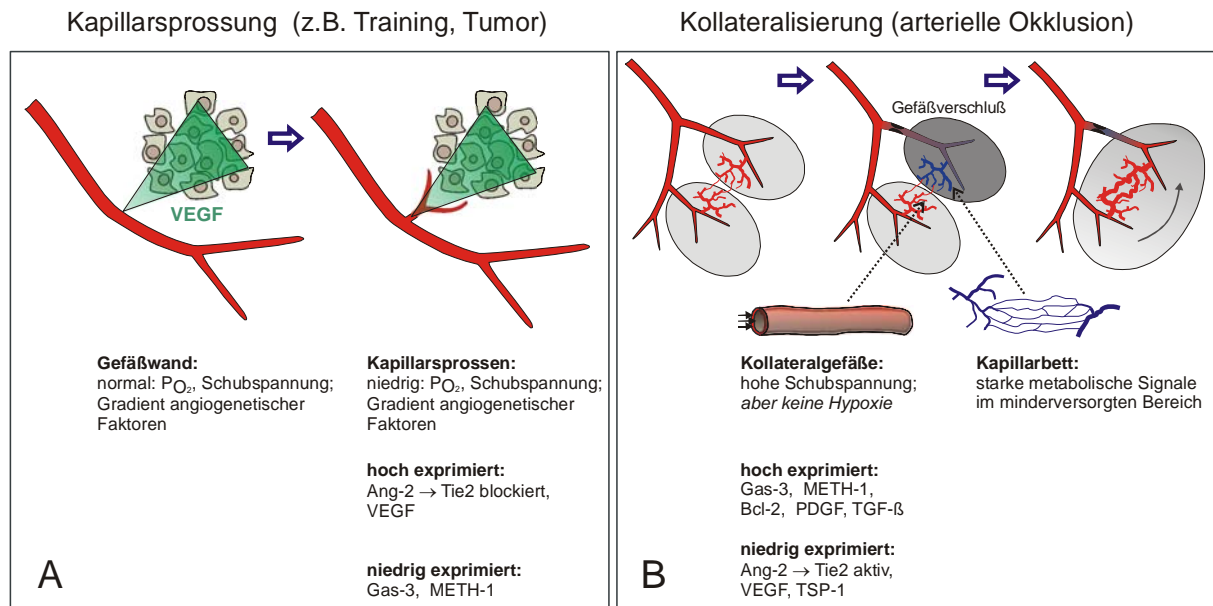 Kapillarsprossung (z.B. Training, Tumor)
VEGF
Gefäßwand:
normal: PO₂, Schubspannung;
Gradient angiogenetischer
Faktoren
Kapillarsprossen:
niedrig: PO₂, Schubspannung;
Gradient angiogenetischer
Faktoren
hoch exprimiert:
Ang-2 → Tie2 blockiert,
VEGF
niedrig exprimiert:
Gas-3, METH-1
A
Kollateralisierung (arterielle Okklusion)
Gefäßverschluß
Kollateralgefäße:
hohe Schubspannung;
aber keine Hypoxie
Kapillarbett:
starke metabolische Signale
im minderversorgten Bereich
hoch exprimiert:
Gas-3, METH-1,
Bcl-2, PDGF, TGF-ß
niedrig exprimiert:
Ang-2 → Tie2 aktiv,
VEGF, TSP-1
B